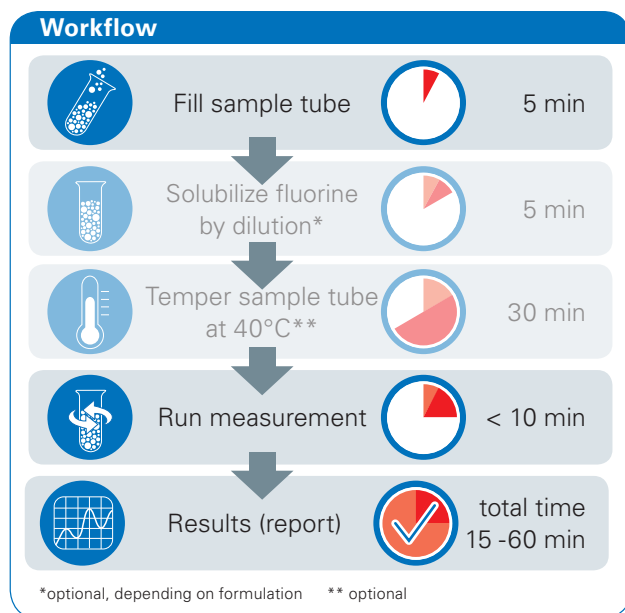 Workflow
Fill sample tube
5 min
Solubilize fluorine
by dilution*
5 min
Temper sample tube
at 40°C**
30 min
Run measurement
< 10 min
Results (report)
total time
15 -60 min
*optional, depending on formulation ** optional